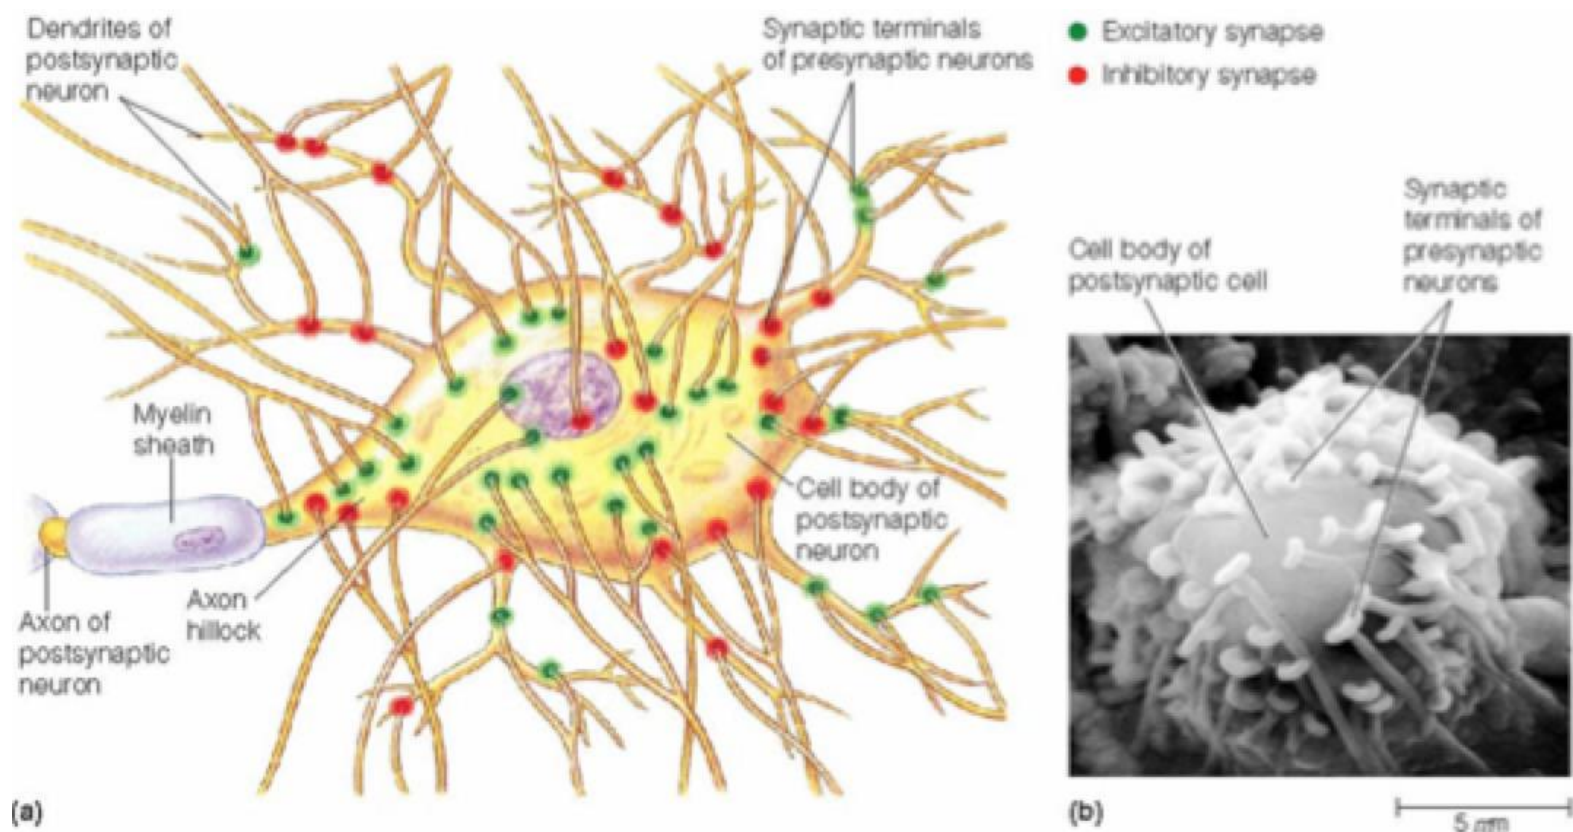 Dendrites of
postsynaptic
neuron
Synaptic terminals
of presynaptic neurons
Excitatory synapse
Inhibitory synapse
Synaptic
terminals of
presynaptic
neurons
Cell body of
postsynaptic cell
Myelin
sheath
Cell body of
postsynaptic
neuron
Axon
hillock
Axon of
postsynaptic
neuron
(a)
(b)
5